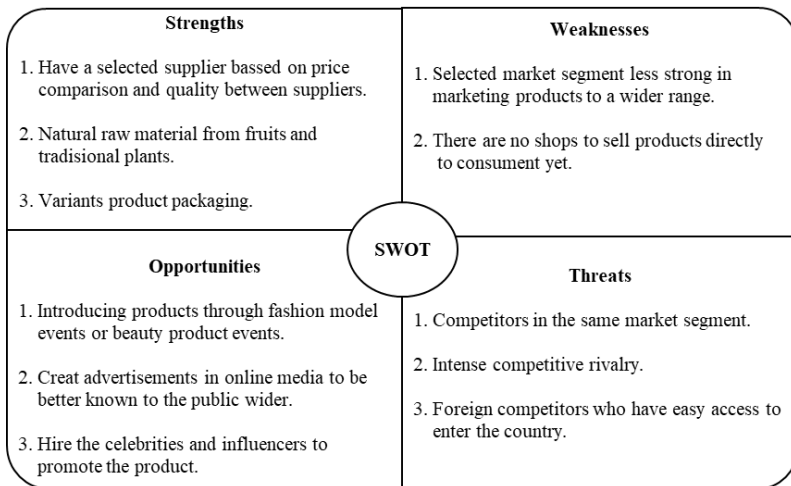 Strengths
1. Have a selected supplier bassed on price
comparison and quality between suppliers.
2. Natural raw material from fruits and
tradisional plants.
3. Variants product packaging.
Weaknesses
1. Selected market segment less strong in
marketing products to a wider range.
2. There are no shops to sell products directly
to consument yet.
SWOT
Opportunities
1. Introducing products through fashion model
events or beauty product events.
2. Creat advertisements in online media to be
better known to the public wider.
3. Hire the celebrities and influencers to
promote the product.
Threats
1. Competitors in the same market segment.
2. Intense competitive rivalry.
3. Foreign competitors who have easy access to
enter the country.